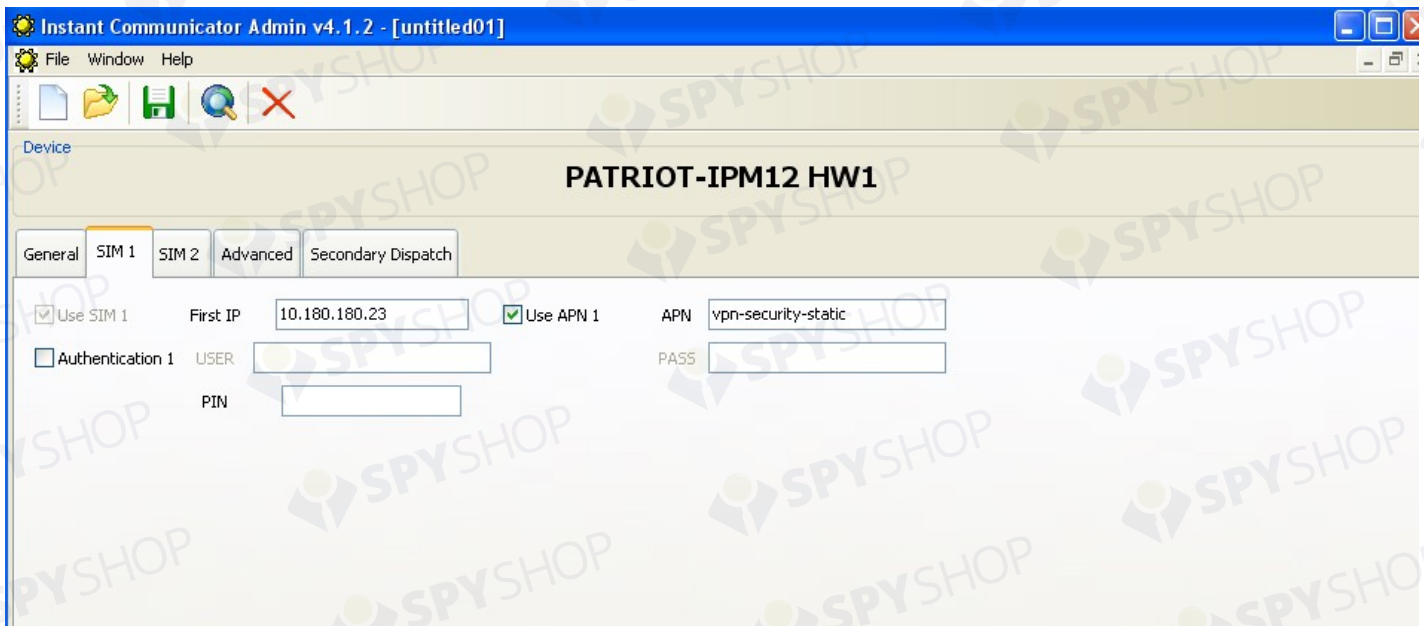 Instant Communicator Admin v4.1.2 - [untitled01]
File Window Help
Device
PATRIOT-IPM12 HW1
General SIM 1 SIM 2 Advanced Secondary Dispatch
Use SIM 1 First IP 10.180.180.23 Use APN 1 APN vpn-security-static
Authentication 1 USER PASS
PIN
SPYSHOP